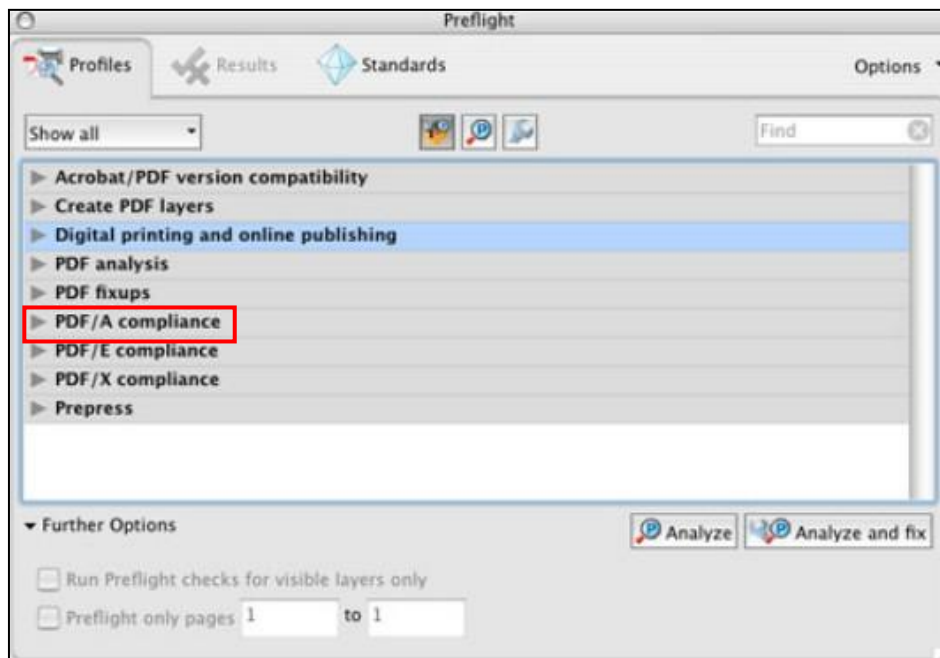 Preflight
Profiles Results Standards Options
Show all Find
Acrobat/PDF version compatibility
Create PDF layers
Digital printing and online publishing
PDF analysis
PDF fixups
PDF/A compliance
PDF/E compliance
PDF/X compliance
Prepress
Further Options Analyze Analyze and fix
Run Preflight checks for visible layers only
Preflight only pages 1 to 1